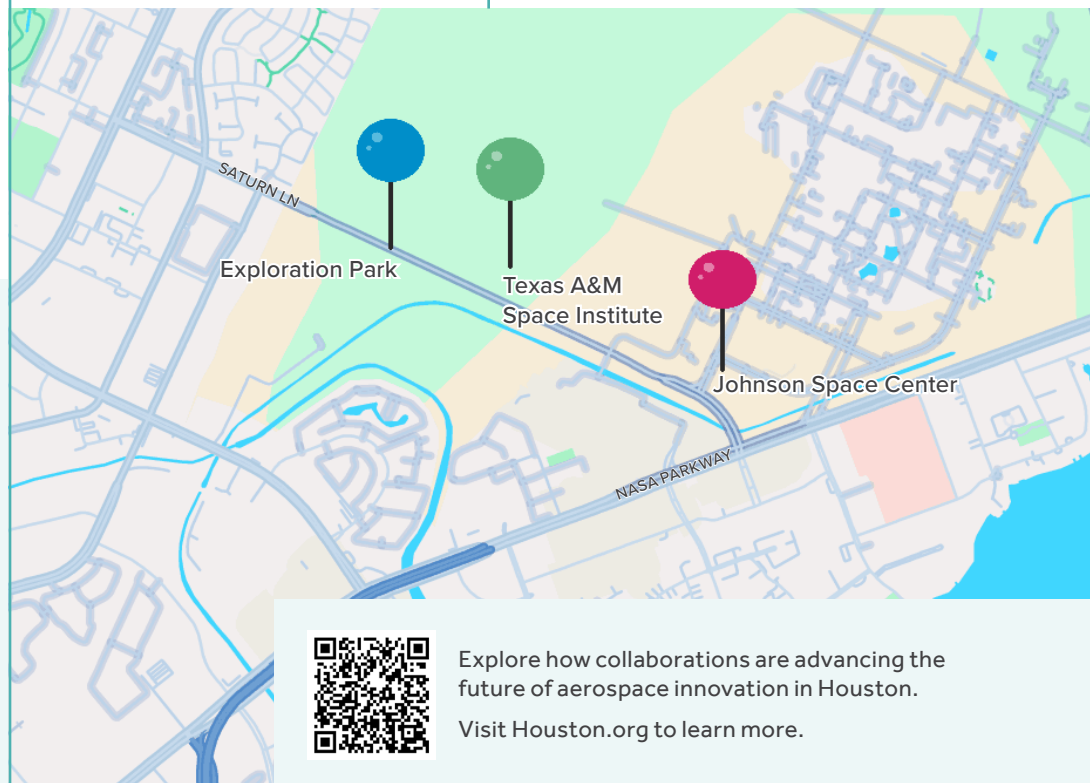 SATURN LN
Exploration Park
Texas A&M
Space Institute
Johnson Space Center
NASA PARKWAY
Explore how collaborations are advancing the
future of aerospace innovation in Houston.
Visit Houston.org to learn more.